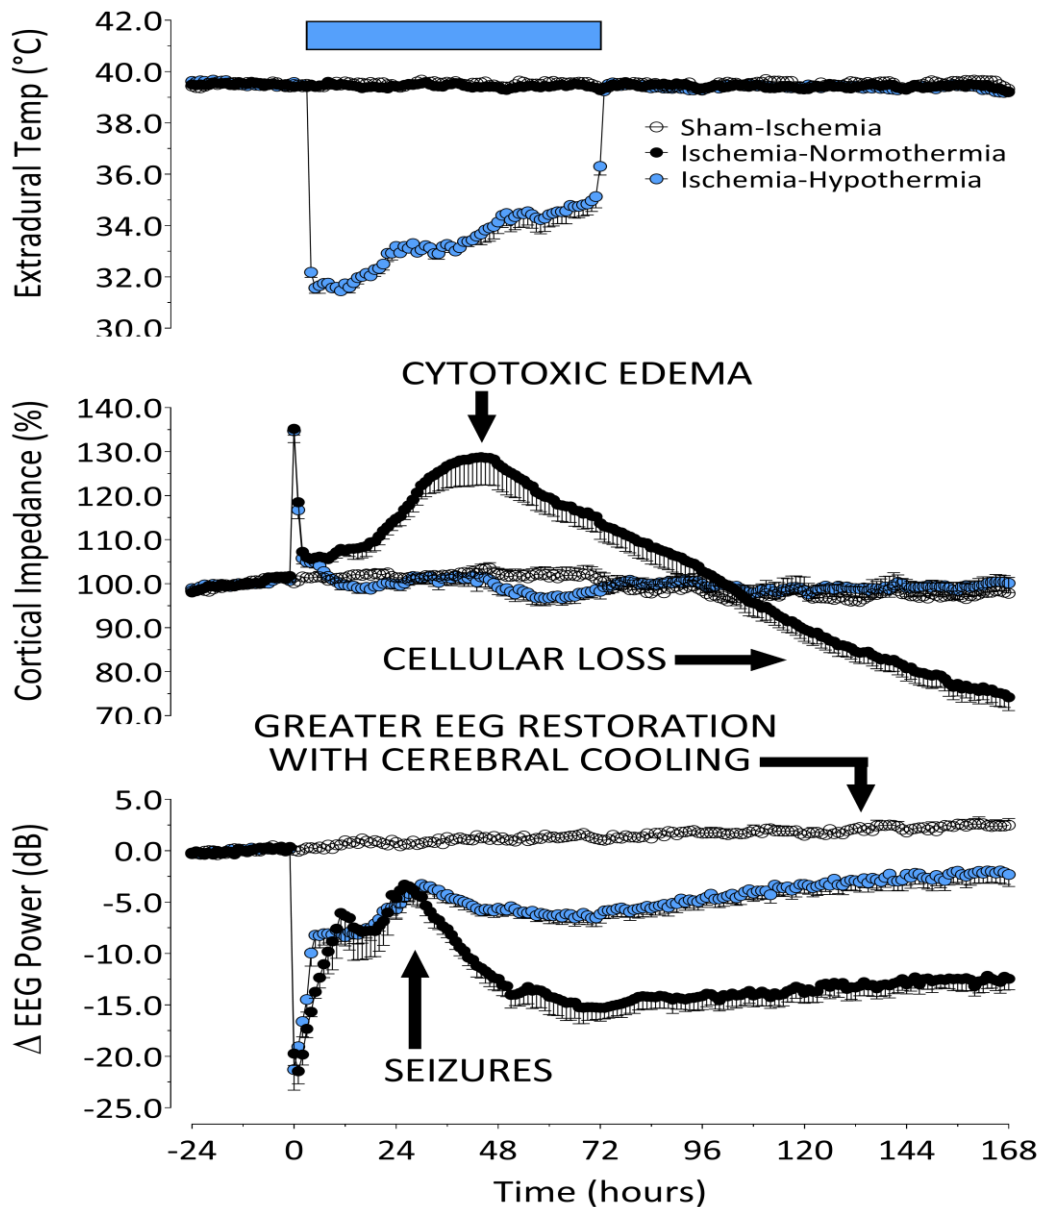 42.0
40.0
38.0
36.0
34.0
32.0
30.0
Extradural Temp (°C)
Sham-Ischemia
Ischemia-Normothermia
Ischemia-Hypothermia
CYTOTOXIC EDEMA
140.0
130.0
120.0
110.0
100.0
90.0
80.0
70.0
Cortical Impedance (%)
CELLULAR LOSS
GREATER EEG RESTORATION
WITH CEREBRAL COOLING
5.0
0.0
-5.0
-10.0
-15.0
-20.0
-25.0
Δ EEG Power (dB)
SEIZURES
-24 0 24 48 72 96 120 144 168
Time (hours)